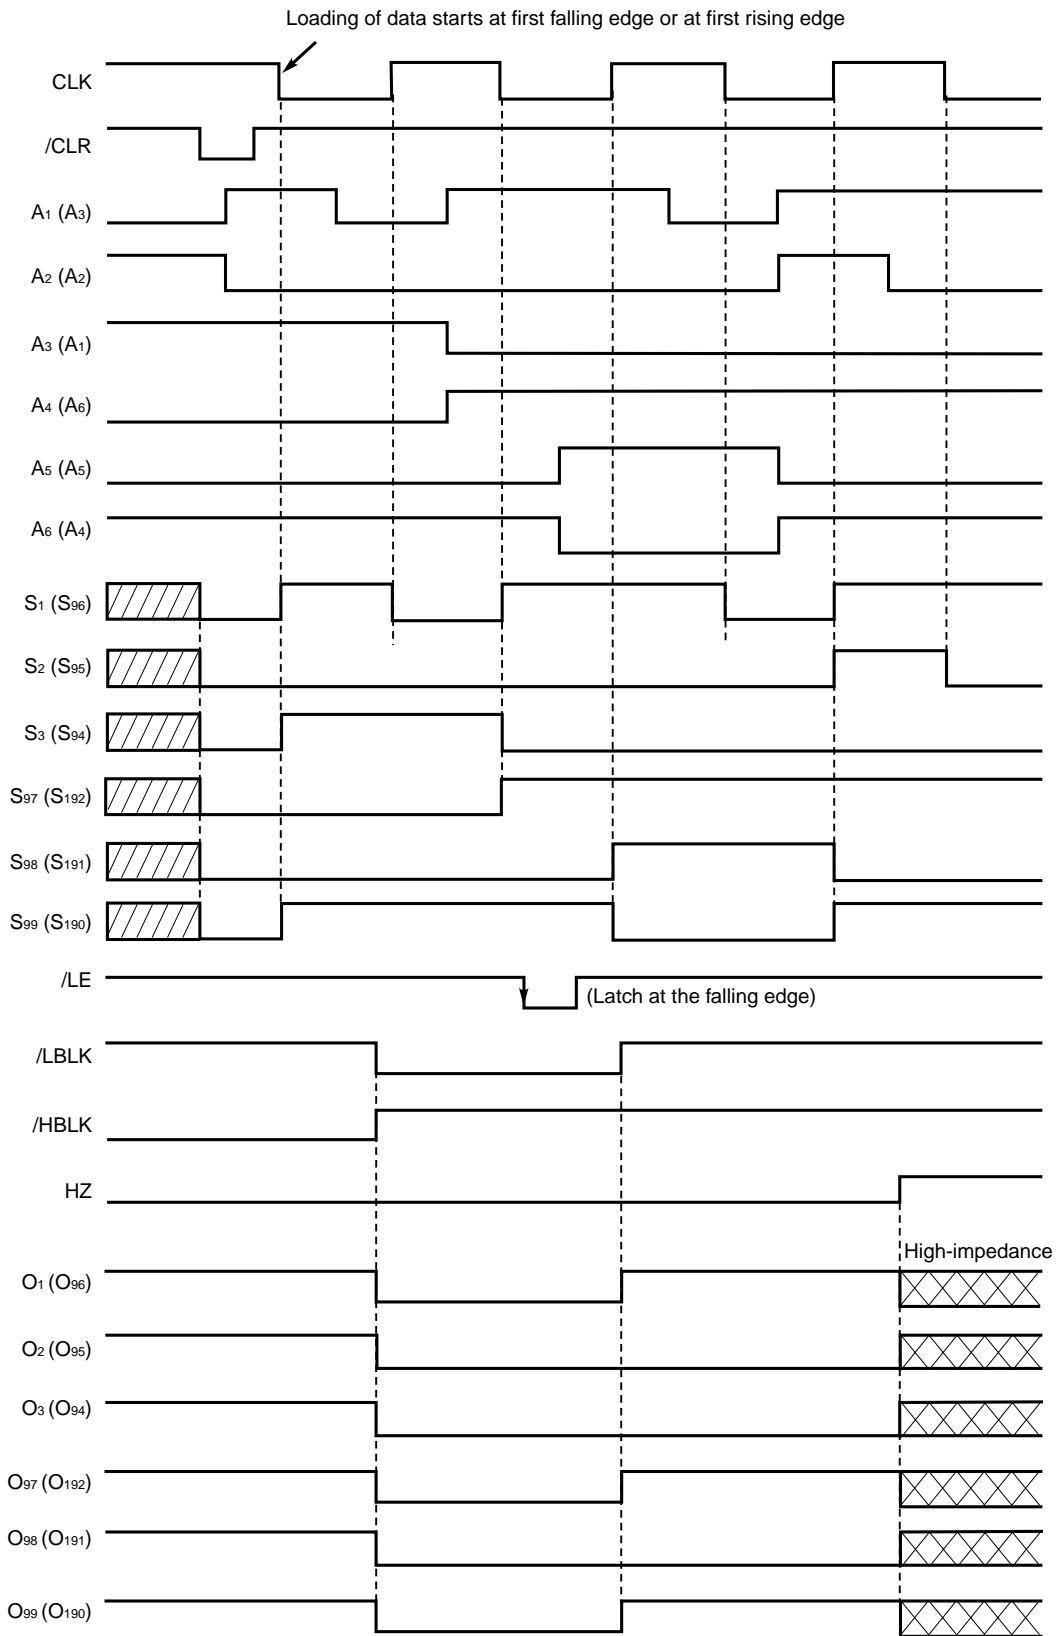 Loading of data starts at first falling edge or at first rising edge
CLK
/CLR
A1 (A3)
A2 (A2)
A3 (A1)
A4 (A6)
A5 (A5)
A6 (A4)
S1 (S96)
S2 (S95)
S3 (S94)
S97 (S192)
S98 (S191)
S99 (S190)
/LE
(Latch at the falling edge)
/LBLK
/HBLK
HZ
High-impedance
O1 (O96)
O2 (O95)
O3 (O94)
O97 (O192)
O98 (O191)
O99 (O190)